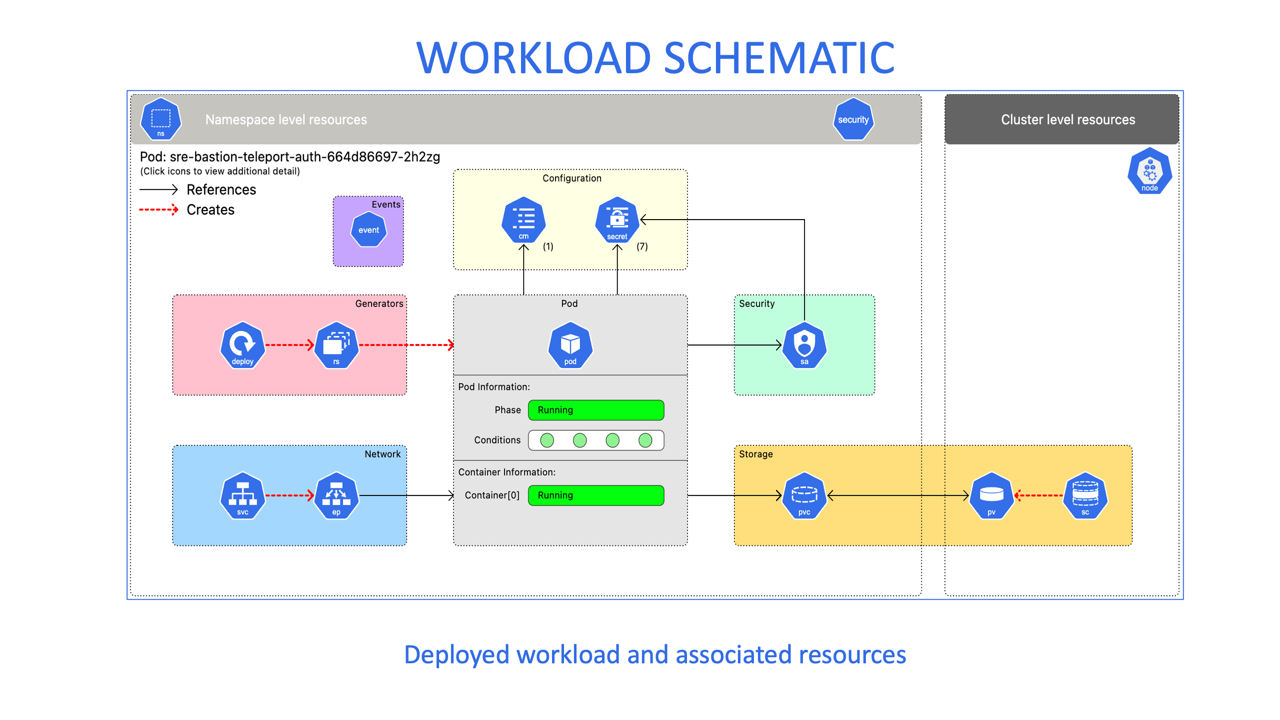 WORKLOAD SCHEMATIC
ns
Namespace level resources
security
Cluster level resources
Pod: sre-bastion-teleport-auth-664d86697-2h2zg
(Click icons to view additional detail)
References
Creates
node
Events
event
Configuration
cm
(1)
secret
(7)
Generators
deploy
rs
Pod
pod
Security
sa
Pod Information:
Phase
Running
Conditions
Network
svc
ep
Container Information:
Container[0]
Running
Storage
pvc
pv
sc
Deployed workload and associated resources